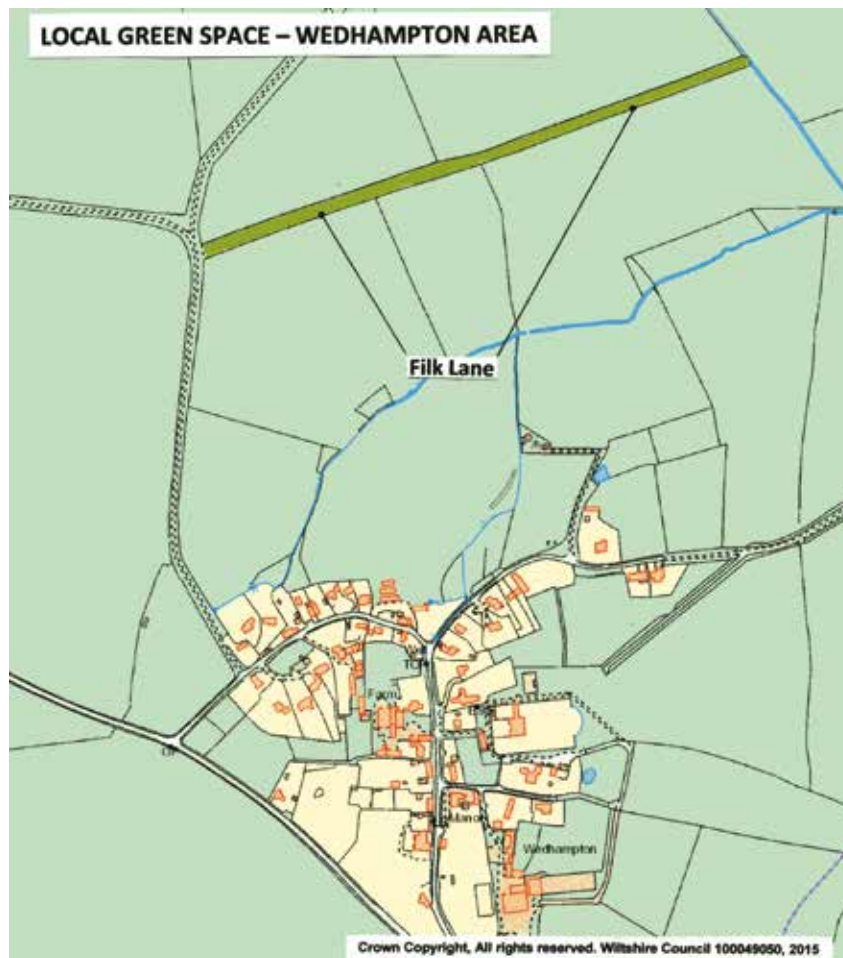 LOCAL GREEN SPACE – WEDHAMPTON AREA
Filk Lane
Farm
Manor
Wedhampton
Crown Copyright, All rights reserved. Wiltshire Council 100049050, 2015